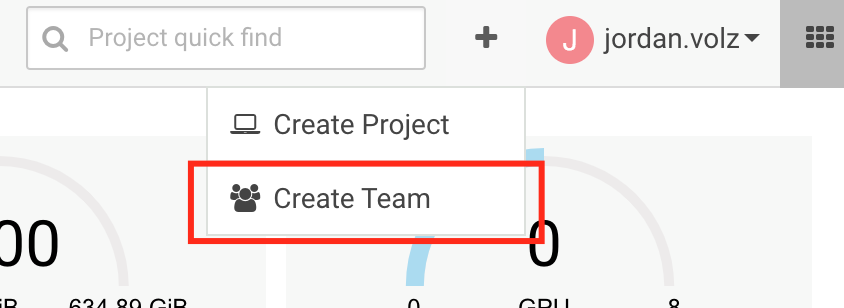 Project quick find
J
jordan.volz
Create Project
Create Team
00
0
634.89 GiB
0
GPU
8